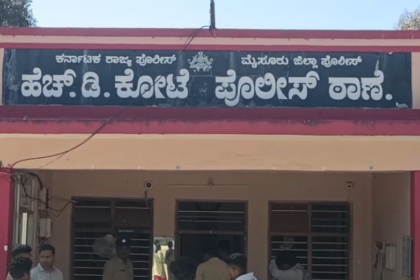 ಕರ್ನಾಟಕ ರಾಜ್ಯ ಪೊಲೀಸ್ ಮೈಸೂರು ಜಿಲ್ಲಾ ಪೊಲೀಸ್
ಹೆಚ್.ಡಿ. ಕೋಟೆ ಪೊಲೀಸ್ ಠಾಣೆ.